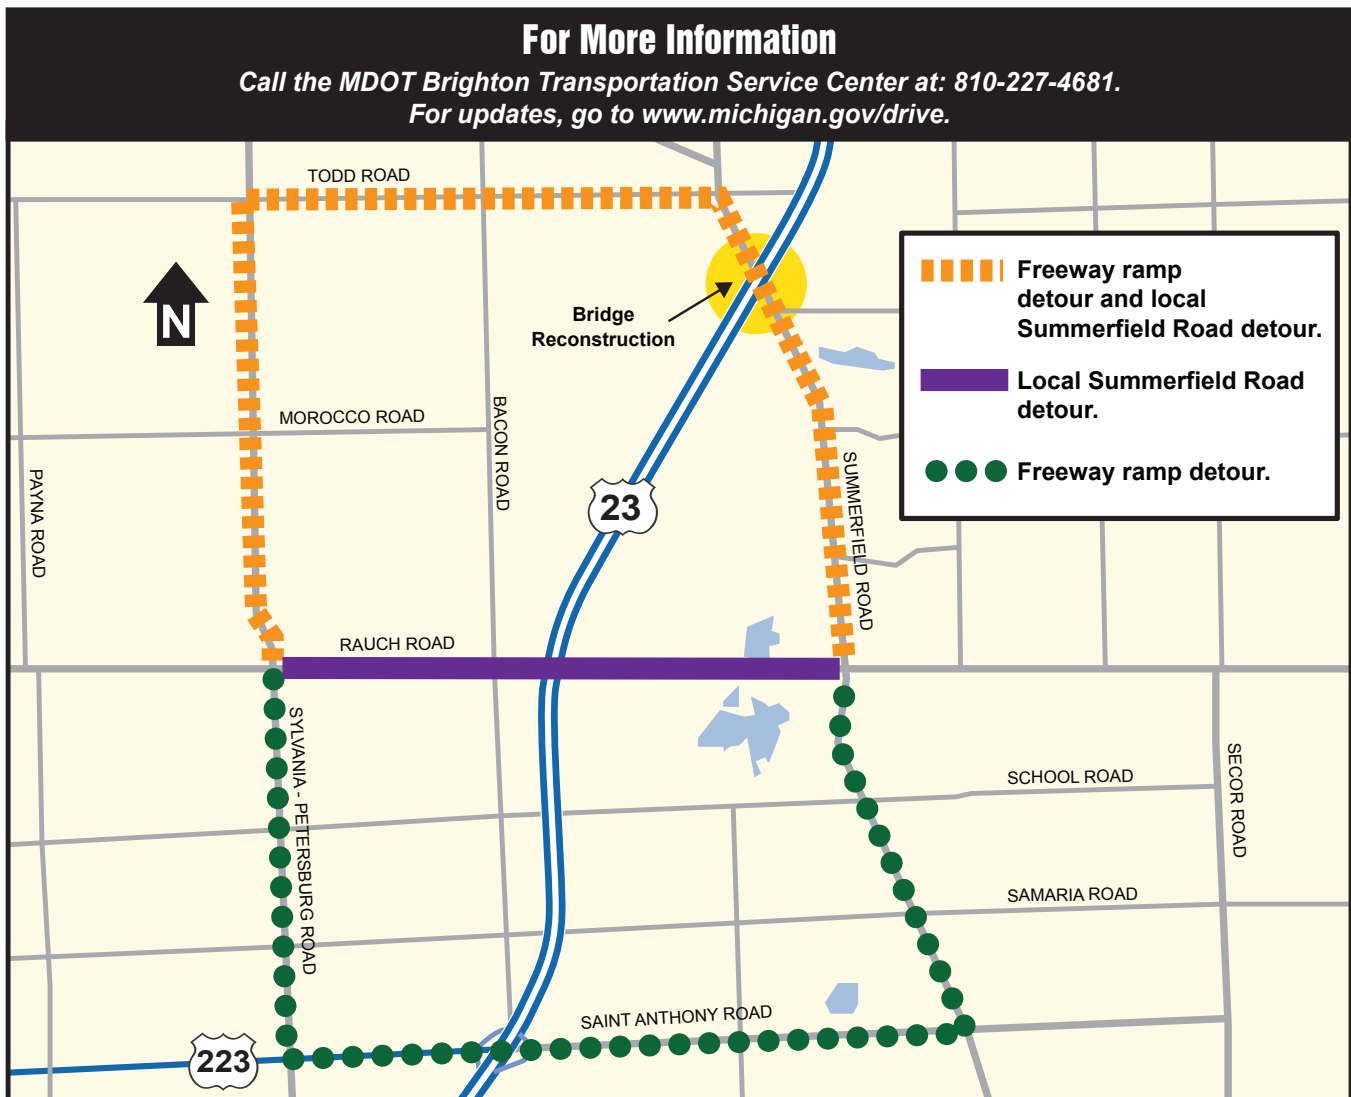 For More Information
Call the MDOT Brighton Transportation Service Center at: 810-227-4681.
For updates, go to www.michigan.gov/drive.
TODD ROAD
N
Bridge
Reconstruction
Freeway ramp
detour and local
Summerfield Road detour.
Local Summerfield Road
detour.
Freeway ramp detour.
MOROCCO ROAD
BACON ROAD
PAYNA ROAD
23
SUMMERFIELD ROAD
RAUCH ROAD
SYLVANIA - PETERSBURG ROAD
SCHOOL ROAD
SECOR ROAD
SAMARIA ROAD
SAINT ANTHONY ROAD
223